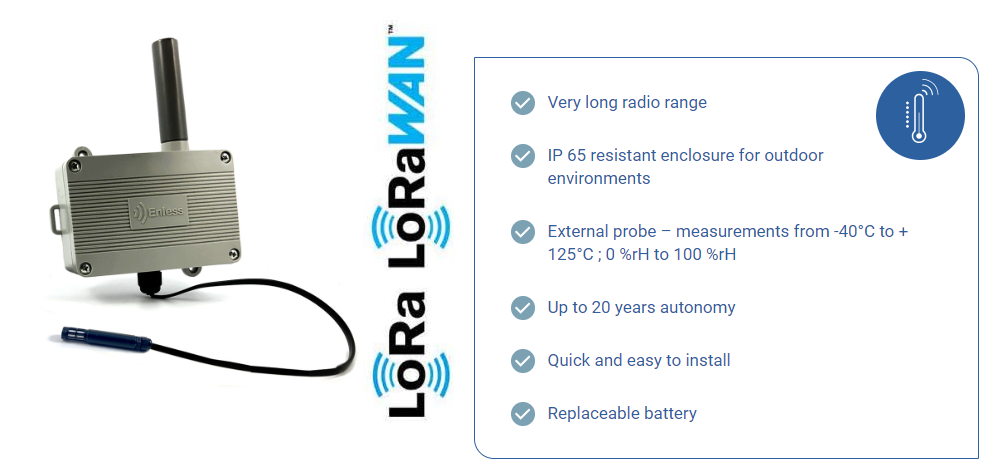 Enless
LoRa LoRaWAN™
Very long radio range
IP 65 resistant enclosure for outdoor
environments
External probe – measurements from -40°C to +
125°C ; 0 %rH to 100 %rH
Up to 20 years autonomy
Quick and easy to install
Replaceable battery